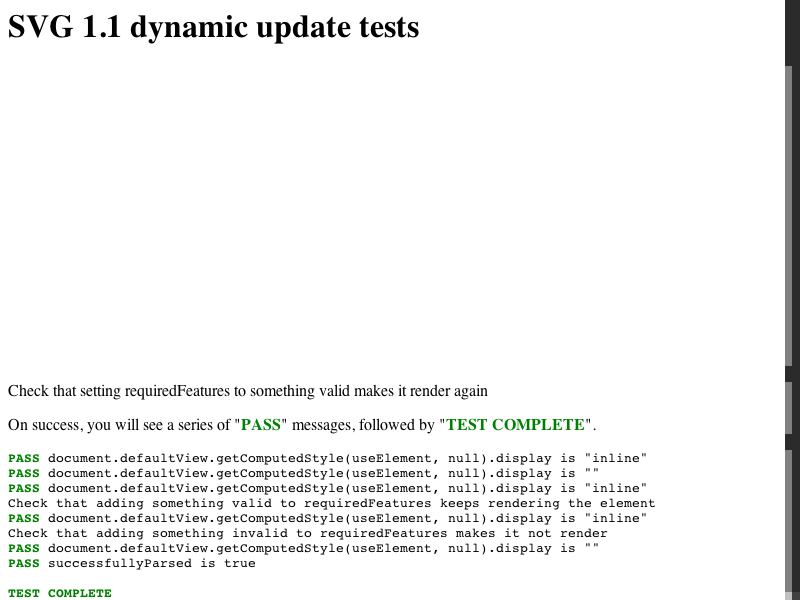 SVG 1.1 dynamic update tests
Check that setting requiredFeatures to something valid makes it render again
On success, you will see a series of "PASS" messages, followed by "TEST COMPLETE".
PASS document.defaultView.getComputedStyle(useElement, null).display is "inline"
PASS document.defaultView.getComputedStyle(useElement, null).display is ""
PASS document.defaultView.getComputedStyle(useElement, null).display is "inline"
Check that adding something valid to requiredFeatures keeps rendering the element
PASS document.defaultView.getComputedStyle(useElement, null).display is "inline"
Check that adding something invalid to requiredFeatures makes it not render
PASS document.defaultView.getComputedStyle(useElement, null).display is ""
PASS successfullyParsed is true
TEST COMPLETE